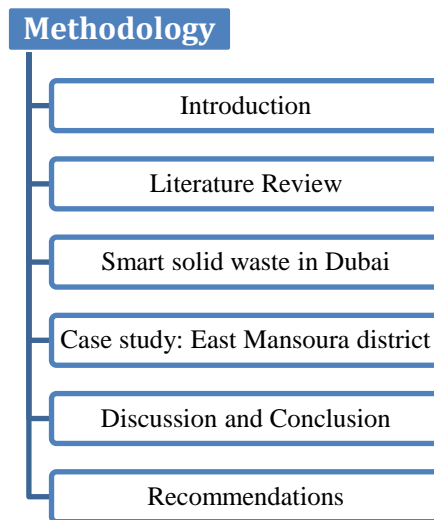 Methodology
Introduction
Literature Review
Smart solid waste in Dubai
Case study: East Mansoura district
Discussion and Conclusion
Recommendations